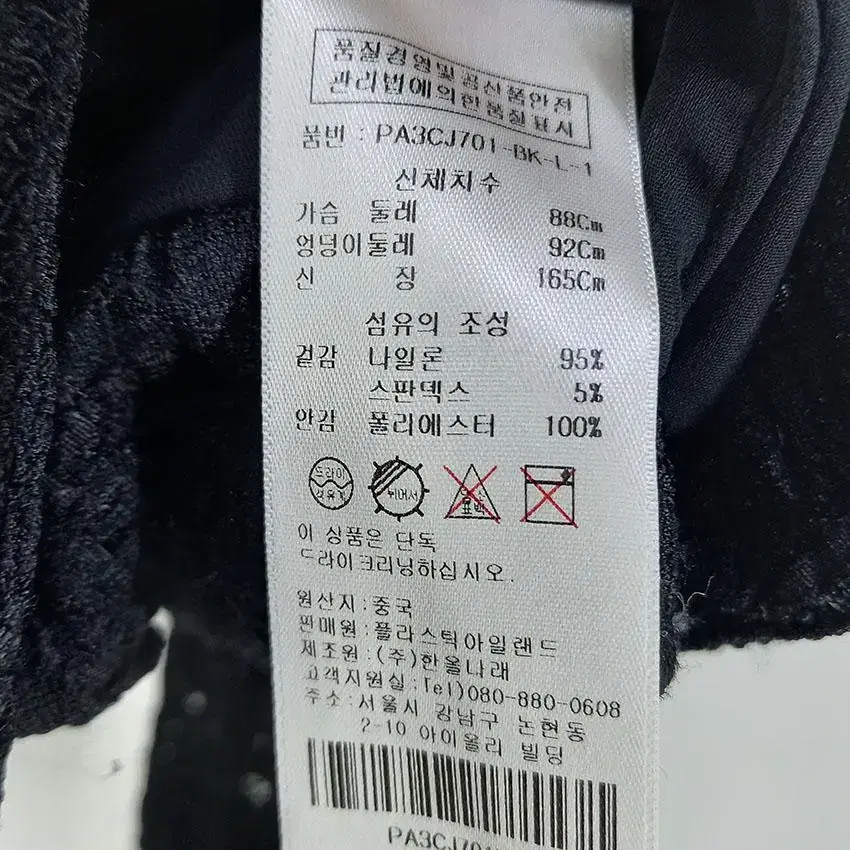 품질경영및공산품안전
관리법에의한품질표시
품번 : PA3CJ701-BK-L-1
신체치수
가슴 둘레 88Cm
엉덩이둘레 92Cm
신 장 165Cm
섬유의 조성
겉감 나일론 95%
스판덱스 5%
안감 폴리에스터 100%
드라이
석유계
뉘어서
염소
표백
이 상품은 단독
드라이크리닝하십시오.
원산지:중국
판매원:플라스틱아일랜드
제조원:(주)한올나래
고객지원실:Tel)080-880-0608
주소:서울시 강남구 논현동
2-10 아이올리 빌딩
PA3CJ701